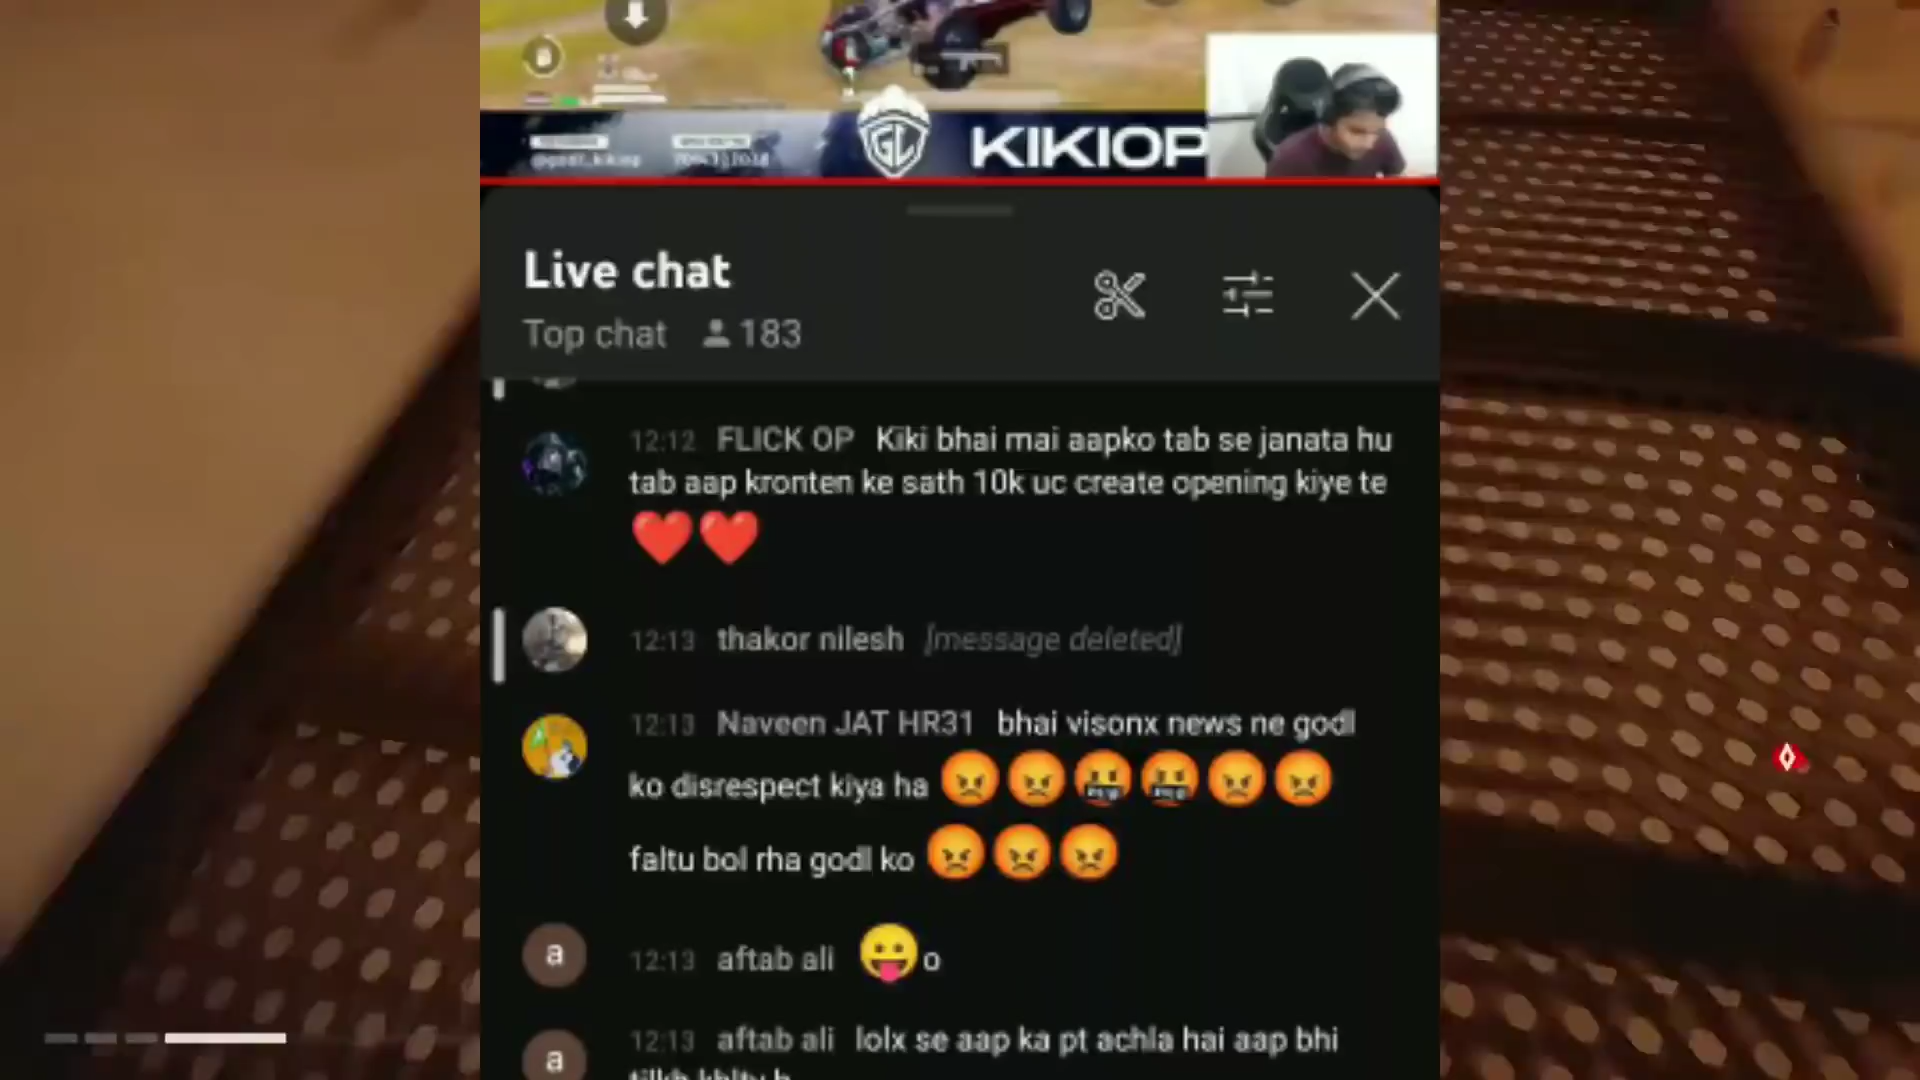 GL
KIKIOP
Live chat
Top chat 183
12:12 FLICK OP Kiki bhai mai aapko tab se janata hu
tab aap kronten ke sath 10k uc create opening kiye te
❤️❤️
12:13 thakor nilesh [message deleted]
12:13 Naveen JAT HR31 bhai visonx news ne godl
ko disrespect kiya ha 😡😡🤬🤬😡😡
faltu bol rha godl ko 😡😡😡
a
12:13 aftab ali 😛o
a
12:13 aftab ali lolx se aap ka pt achla hai aap bhi